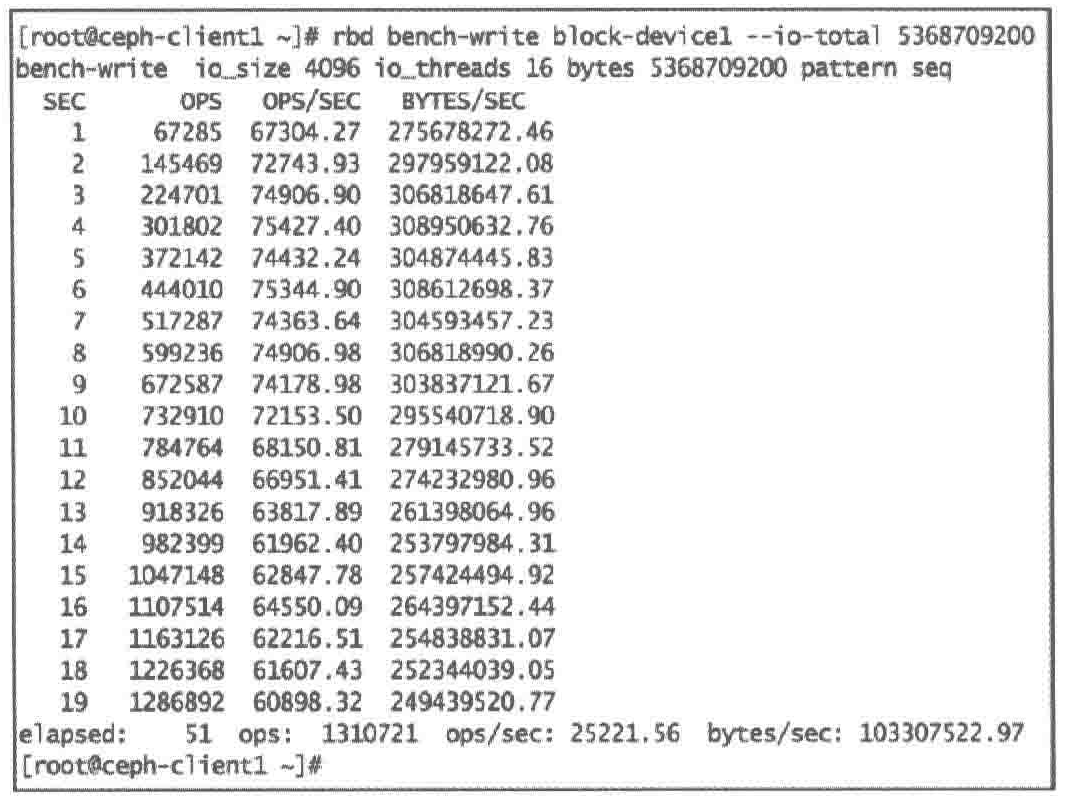 [root@ceph-client1 ~]# rbd bench-write block-device1 --io-total 5368709200
bench-write  io_size 4096 io_threads 16 bytes 5368709200 pattern seq
  SEC       OPS   OPS/SEC   BYTES/SEC
    1     67285  67304.27  275678272.46
    2    145469  72743.93  297959122.08
    3    224701  74906.90  306818647.61
    4    301802  75427.40  308950632.76
    5    372142  74432.24  304874445.83
    6    444010  75344.90  308612698.37
    7    517287  74363.64  304593457.23
    8    599236  74906.98  306818990.26
    9    672587  74178.98  303837121.67
   10    732910  72153.50  295540718.90
   11    784764  68150.81  279145733.52
   12    852044  66951.41  274232980.96
   13    918326  63817.89  261398064.96
   14    982399  61962.40  253797984.31
   15   1047148  62847.78  257424494.92
   16   1107514  64550.09  264397152.44
   17   1163126  62216.51  254838831.07
   18   1226368  61607.43  252344039.05
   19   1286892  60898.32  249439520.77
elapsed:    51  ops:  1310721  ops/sec: 25221.56  bytes/sec: 103307522.97
[root@ceph-client1 ~]#